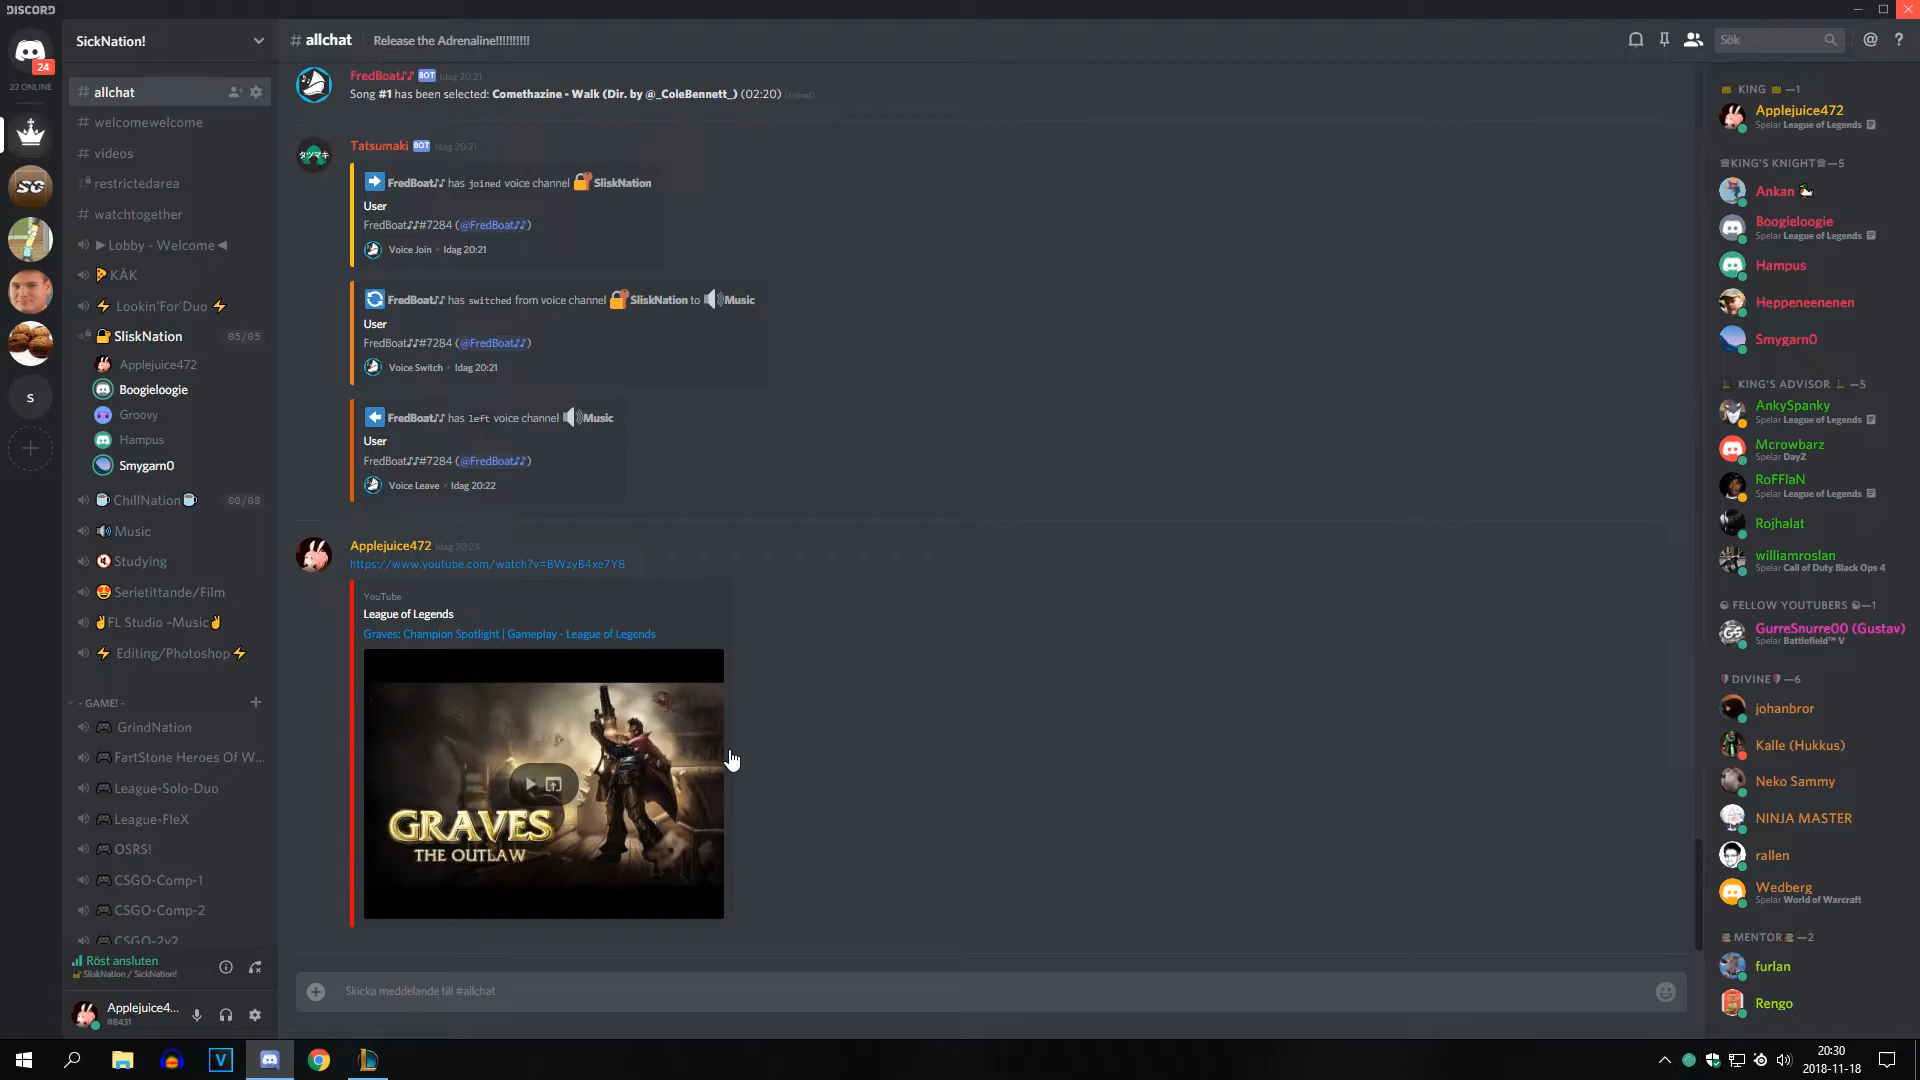 DISCORD
24
22 ONLINE
SG
S
SickNation!
# allchat
# welcomewelcome
# videos
restrictedarea
# watchtogether
▶Lobby - Welcome◀
🍕KÄK
⚡ Lookin'For'Duo ⚡
🔐SliskNation 05/05
Applejuice472
Boogieloogie
Groovy
Hampus
Smygarn0
☕ChillNation☕ 00/08
🔊Music
🔇Studying
😍Serietittande/Film
✌FL Studio ~Music✌
⚡ Editing/Photoshop⚡
- GAME! -
🎮 GrindNation
🎮FartStone Heroes Of W...
🎮League-Solo-Duo
🎮League-FleX
🎮OSRS!
🎮CSGO-Comp-1
🎮CSGO-Comp-2
🎮CSGO-2v2
Röst ansluten
🔐SliskNation / SickNation!
Applejuice4...
#8431
# allchat Release the Adrenaline!!!!!!!!!!
Sök
FredBoat♪♪ BOT Idag 20:21
Song #1 has been selected: Comethazine - Walk (Dir. by @_ColeBennett_) (02:20) (ändrad)
タツマキ
Tatsumaki BOT Idag 20:21
➡ FredBoat♪♪ has joined voice channel 🔐SliskNation
User
FredBoat♪♪#7284 (@FredBoat♪♪)
Voice Join • Idag 20:21
🔄 FredBoat♪♪ has switched from voice channel 🔐SliskNation to 🔊Music
User
FredBoat♪♪#7284 (@FredBoat♪♪)
Voice Switch • Idag 20:21
⬅ FredBoat♪♪ has left voice channel 🔊Music
User
FredBoat♪♪#7284 (@FredBoat♪♪)
Voice Leave • Idag 20:22
Applejuice472 Idag 20:24
https://www.youtube.com/watch?v=BWzyB4xe7Y8
YouTube
League of Legends
Graves: Champion Spotlight | Gameplay - League of Legends
GRAVES
THE OUTLAW
Skicka meddelande till #allchat
👑 KING 👑 —1
Applejuice472
Spelar League of Legends
♕KING'S KNIGHT♕—5
Ankan 🦆
Boogieloogie
Spelar League of Legends
Hampus
Heppeneenenen
Smygarn0
KING'S ADVISOR —5
AnkySpanky
Spelar League of Legends
Mcrowbarz
Spelar DayZ
RoFFlaN
Spelar League of Legends
Rojhalat
williamroslan
Spelar Call of Duty Black Ops 4
☯ FELLOW YOUTUBERS ☯—1
GurreSnurre00 (Gustav)
Spelar Battlefield™ V
🛡DIVINE🛡—6
johanbror
Kalle (Hukkus)
Neko Sammy
NINJA MASTER
rallen
Wedberg
Spelar World of Warcraft
📚MENTOR📚—2
furlan
Rengo
20:30
2018-11-18